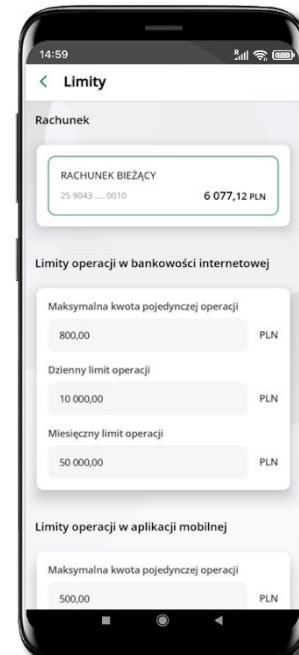 14:59
R
Limity
Rachunek
RACHUNEK BIEŻĄCY
25 9043 .... 0010 6 077,12 PLN
Limity operacji w bankowości internetowej
Maksymalna kwota pojedynczej operacji
800,00 PLN
Dzienny limit operacji
10 000,00 PLN
Miesięczny limit operacji
50 000,00 PLN
Limity operacji w aplikacji mobilnej
Maksymalna kwota pojedynczej operacji
500,00 PLN